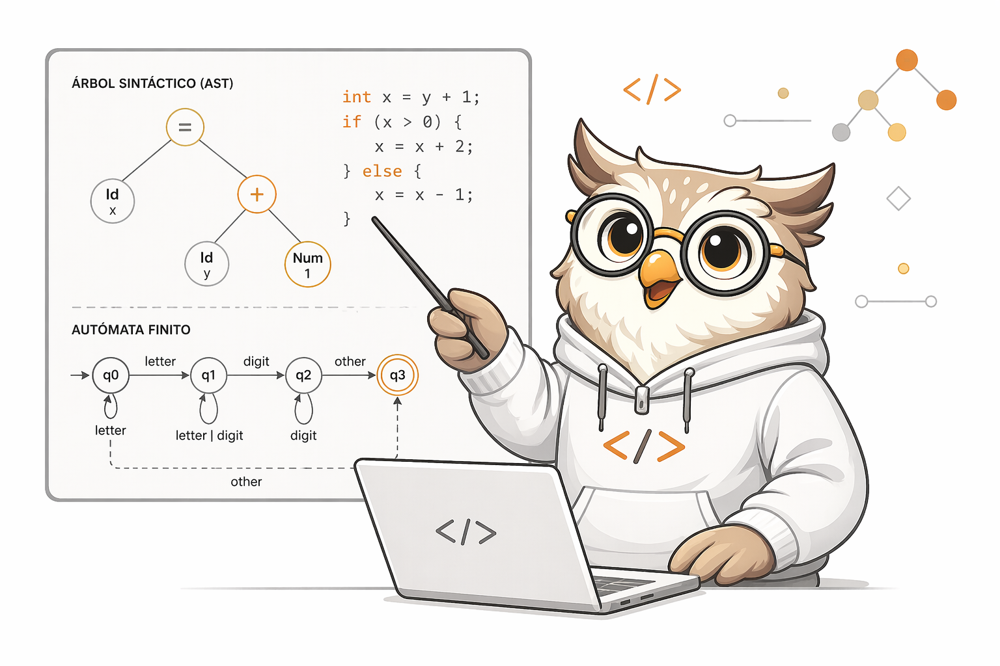 ÁRBOL SINTÁCTICO (AST)
=
Id
x
+
Id
y
Num
1
int x = y + 1;
if (x > 0) {
x = x + 2;
} else {
x = x - 1;
}
</>
AUTÓMATA FINITO
letter
digit
other
q0
q1
q2
q3
letter
letter | digit
digit
other
</>
</>